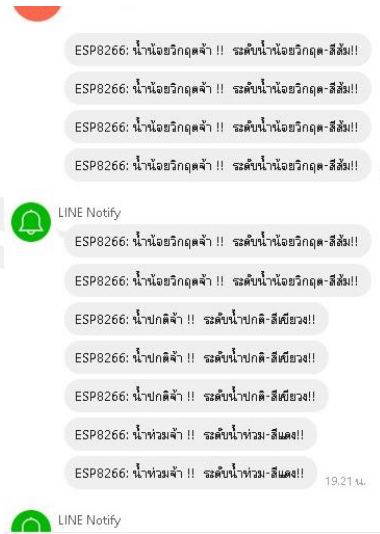 ESP8266: น้ำน้อยวิกฤตจ้า !! ระดับน้ำน้อยวิกฤต-สีส้ม!!
ESP8266: น้ำน้อยวิกฤตจ้า !! ระดับน้ำน้อยวิกฤต-สีส้ม!!
ESP8266: น้ำน้อยวิกฤตจ้า !! ระดับน้ำน้อยวิกฤต-สีส้ม!!
ESP8266: น้ำน้อยวิกฤตจ้า !! ระดับน้ำน้อยวิกฤต-สีส้ม!!
LINE Notify
ESP8266: น้ำน้อยวิกฤตจ้า !! ระดับน้ำน้อยวิกฤต-สีส้ม!!
ESP8266: น้ำน้อยวิกฤตจ้า !! ระดับน้ำน้อยวิกฤต-สีส้ม!!
ESP8266: น้ำปกติจ้า !! ระดับน้ำปกติ-สีเขียวง!!
ESP8266: น้ำปกติจ้า !! ระดับน้ำปกติ-สีเขียวง!!
ESP8266: น้ำปกติจ้า !! ระดับน้ำปกติ-สีเขียวง!!
ESP8266: น้ำท่วมจ้า !! ระดับน้ำท่วม-สีแดง!!
ESP8266: น้ำท่วมจ้า !! ระดับน้ำท่วม-สีแดง!!
19.21 น.
LINE Notify